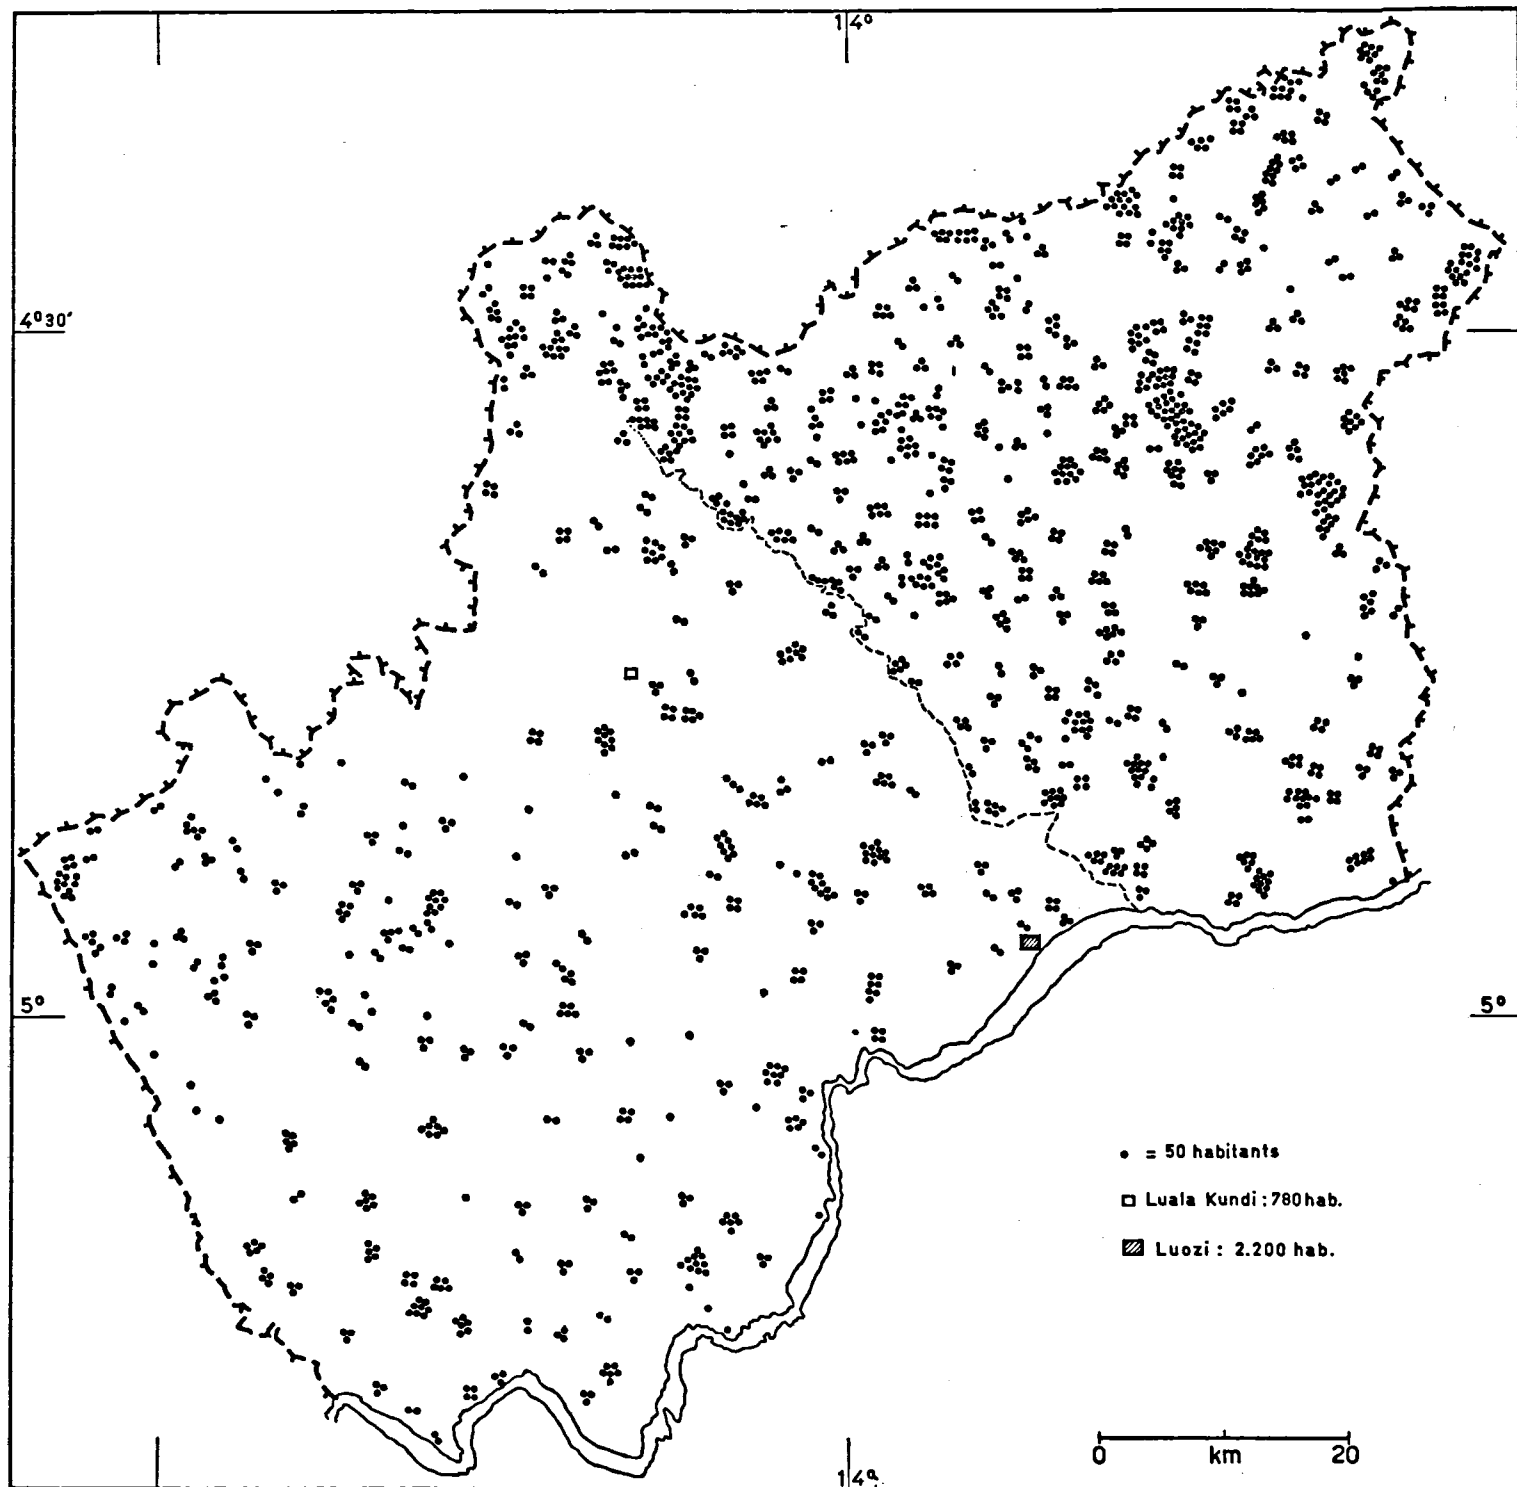 14°
4°30'
5°
5°
• = 50 habitants
Luala Kundi : 780 hab.
Luozi : 2.200 hab.
0 km 20
14°